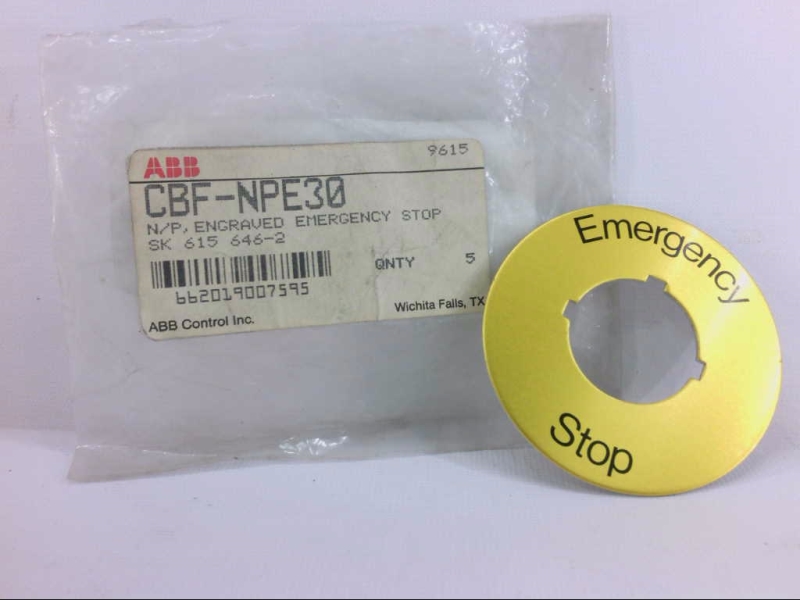 ABB
9615
CBF-NPE30
N/P, ENGRAVED EMERGENCY STOP
SK 615 646-2
QNTY 5
662019007595
ABB Control Inc.
Wichita Falls, TX
Emergency
Stop